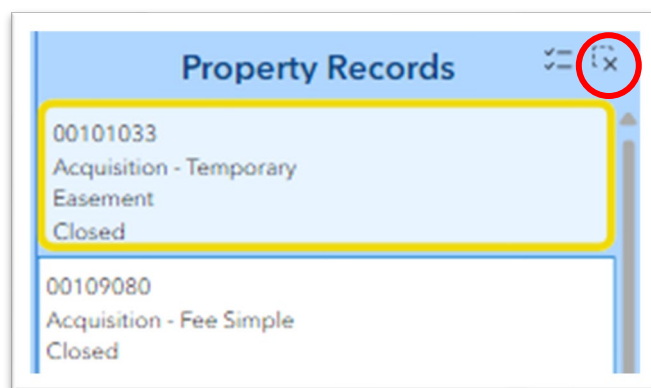 Property Records
00101033
Acquisition - Temporary
Easement
Closed
00109080
Acquisition - Fee Simple
Closed